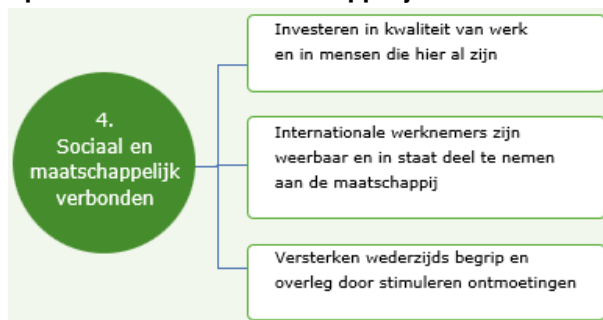 4.
Sociaal en
maatschappelijk
verbonden
Investeren in kwaliteit van werk
en in mensen die hier al zijn
Internationale werknemers zijn
weerbaar en in staat deel te nemen
aan de maatschappij
Versterken wederzijds begrip en
overleg door stimuleren ontmoetingen